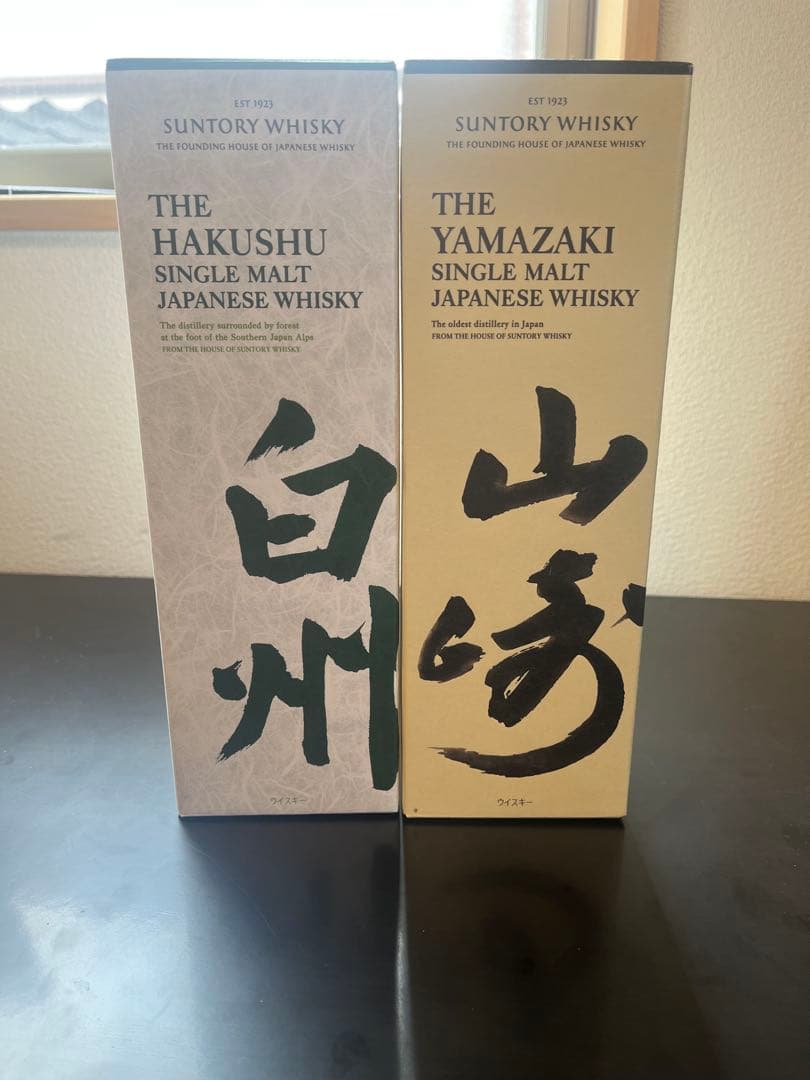 EST 1923
SUNTORY WHISKY
THE FOUNDING HOUSE OF JAPANESE WHISKY
THE
HAKUSHU
SINGLE MALT
JAPANESE WHISKY
The distillery surrounded by forest
at the foot of the Southern Japan Alps
FROM THE HOUSE OF SUNTORY WHISKY
白
州
ウイスキー
EST 1923
SUNTORY WHISKY
THE FOUNDING HOUSE OF JAPANESE WHISKY
THE
YAMAZAKI
SINGLE MALT
JAPANESE WHISKY
The oldest distillery in Japan
FROM THE HOUSE OF SUNTORY WHISKY
山
崎
ウイスキー